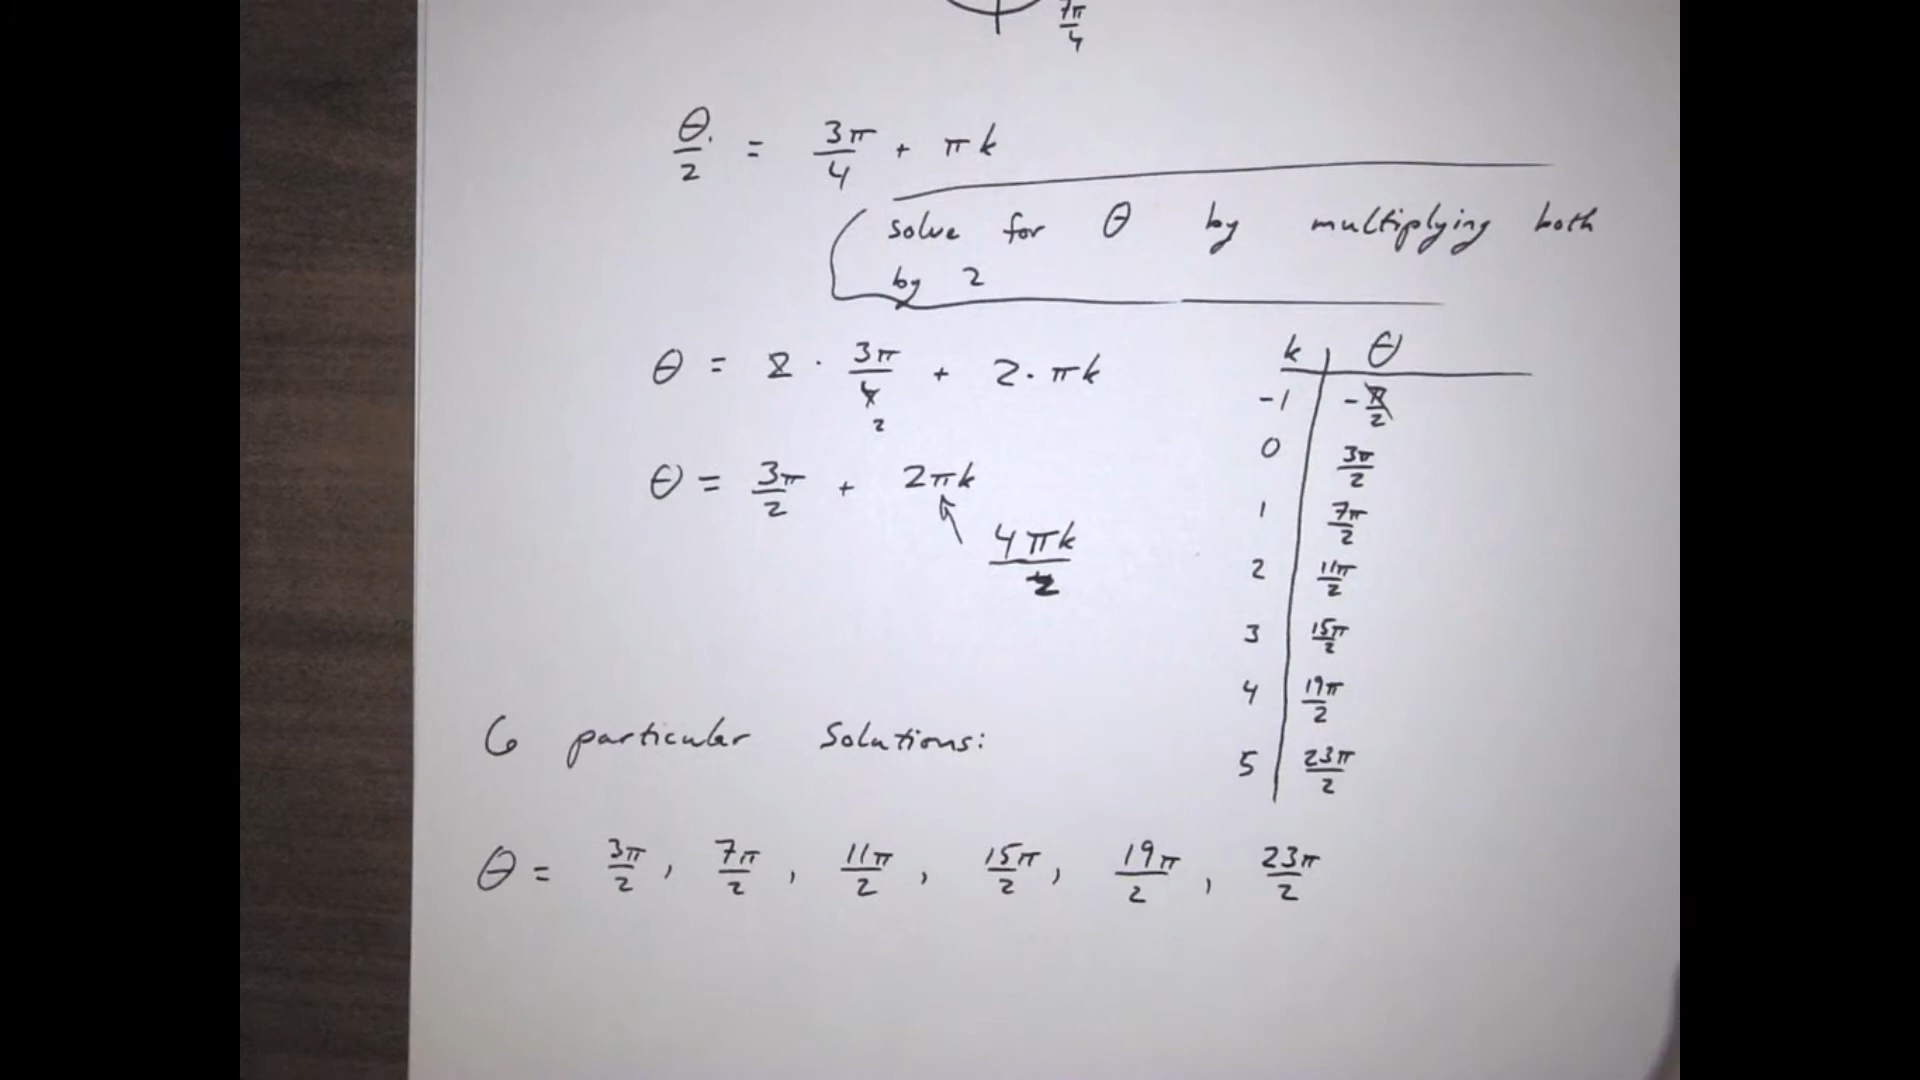 7π/4
θ/2 = 3π/4 + πk
solve for θ by multiplying both
by 2
θ = 2 · 3π/4 + 2 · πk
2
θ = 3π/2 + 2πk
4πk/2
k θ
-1 -π/2
0 3π/2
1 7π/2
2 11π/2
3 15π/2
4 19π/2
5 23π/2
6 particular solutions:
θ = 3π/2, 7π/2, 11π/2, 15π/2, 19π/2, 23π/2